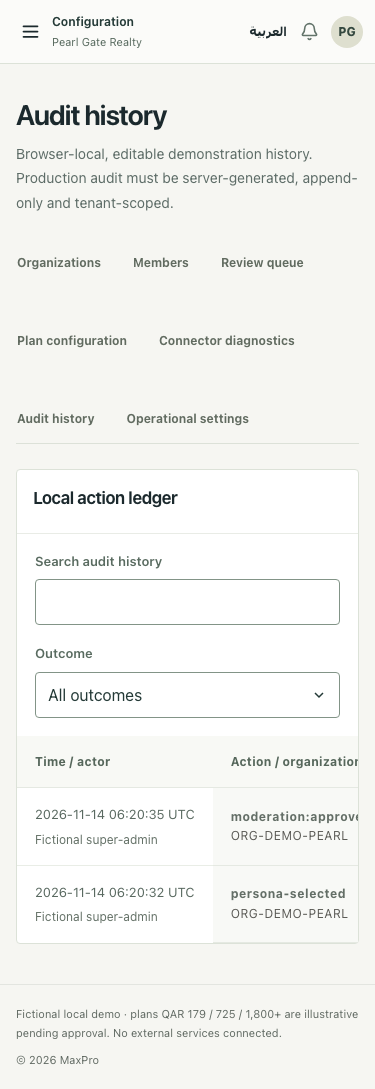 Configuration
Pearl Gate Realty
العربية
PG
Audit history
Browser-local, editable demonstration history.
Production audit must be server-generated, append-
only and tenant-scoped.
Organizations Members Review queue
Plan configuration Connector diagnostics
Audit history Operational settings
Local action ledger
Search audit history
Outcome
All outcomes
Time / actor Action / organization
2026-11-14 06:20:35 UTC moderation:approve
Fictional super-admin ORG-DEMO-PEARL
2026-11-14 06:20:32 UTC persona-selected
Fictional super-admin ORG-DEMO-PEARL
Fictional local demo · plans QAR 179 / 725 / 1,800+ are illustrative
pending approval. No external services connected.
© 2026 MaxPro